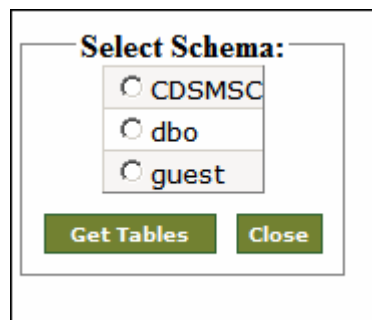 Select Schema:
CDSMSC
dbo
guest
Get Tables Close